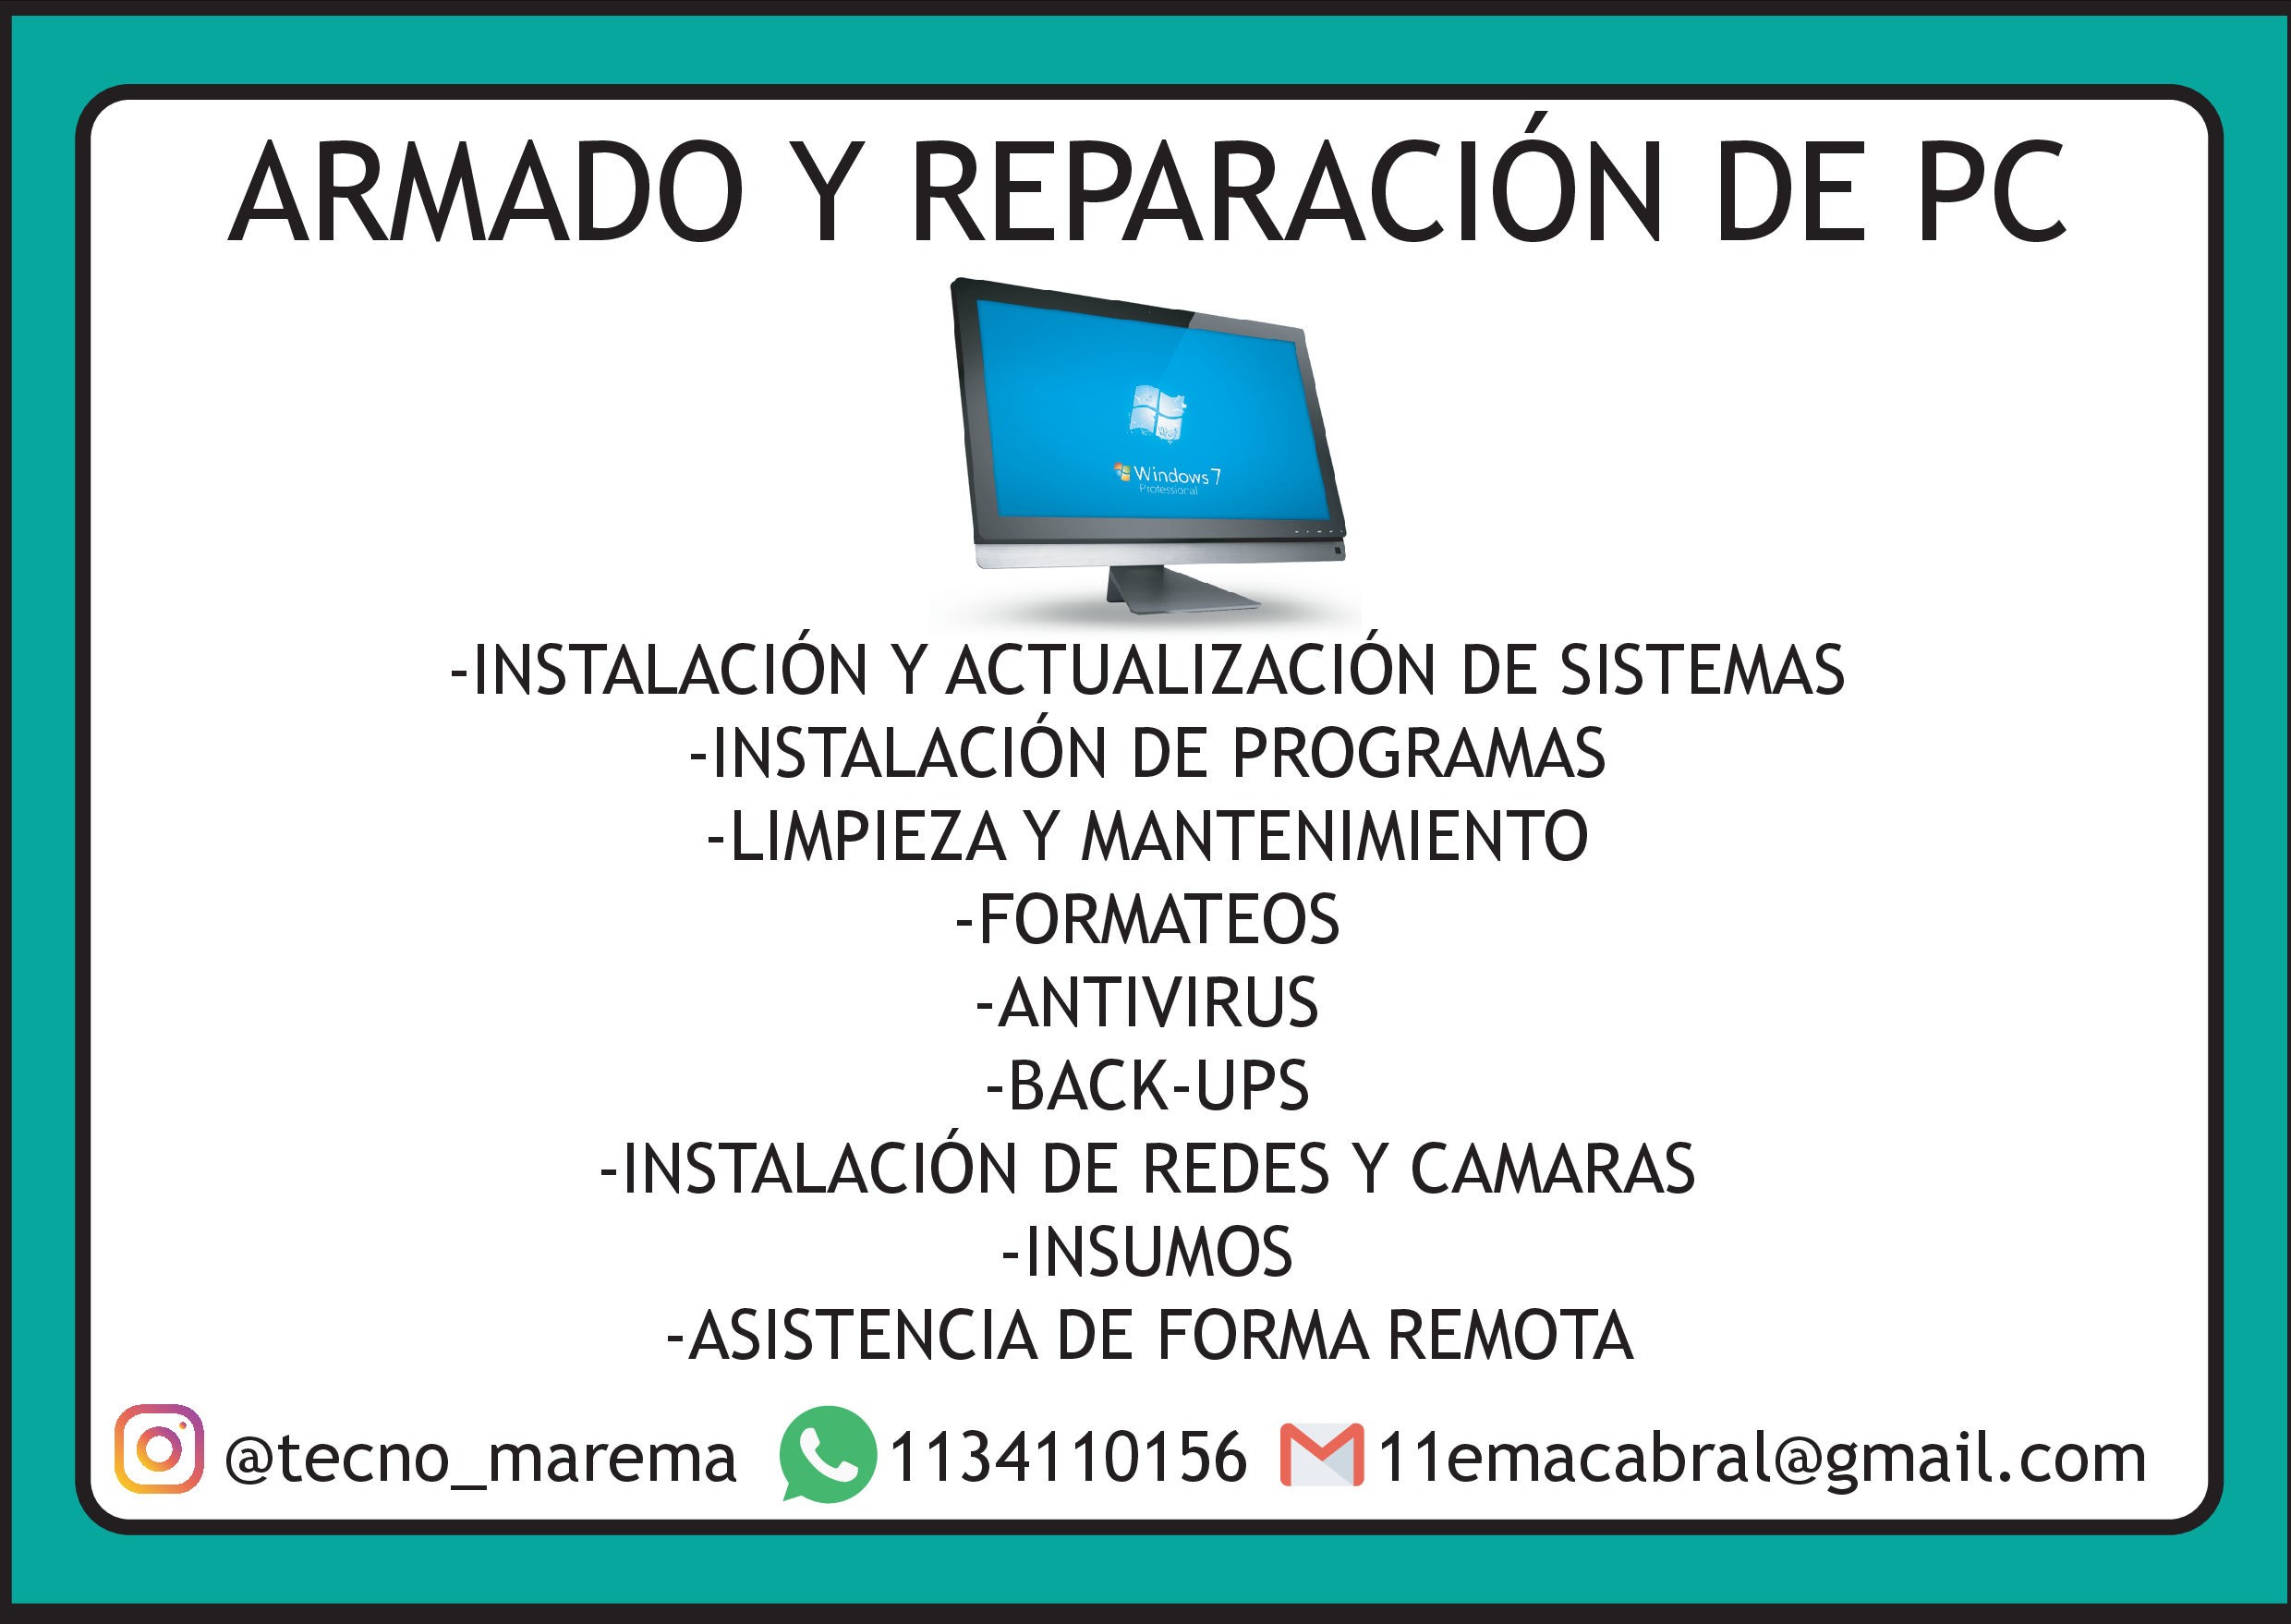 ARMADO Y REPARACIÓN DE PC
Windows 7
Professional
-INSTALACIÓN Y ACTUALIZACIÓN DE SISTEMAS
-INSTALACIÓN DE PROGRAMAS
-LIMPIEZA Y MANTENIMIENTO
-FORMATEOS
-ANTIVIRUS
-BACK-UPS
-INSTALACIÓN DE REDES Y CAMARAS
-INSUMOS
-ASISTENCIA DE FORMA REMOTA
@tecno_marema 1134110156 11emacabral@gmail.com